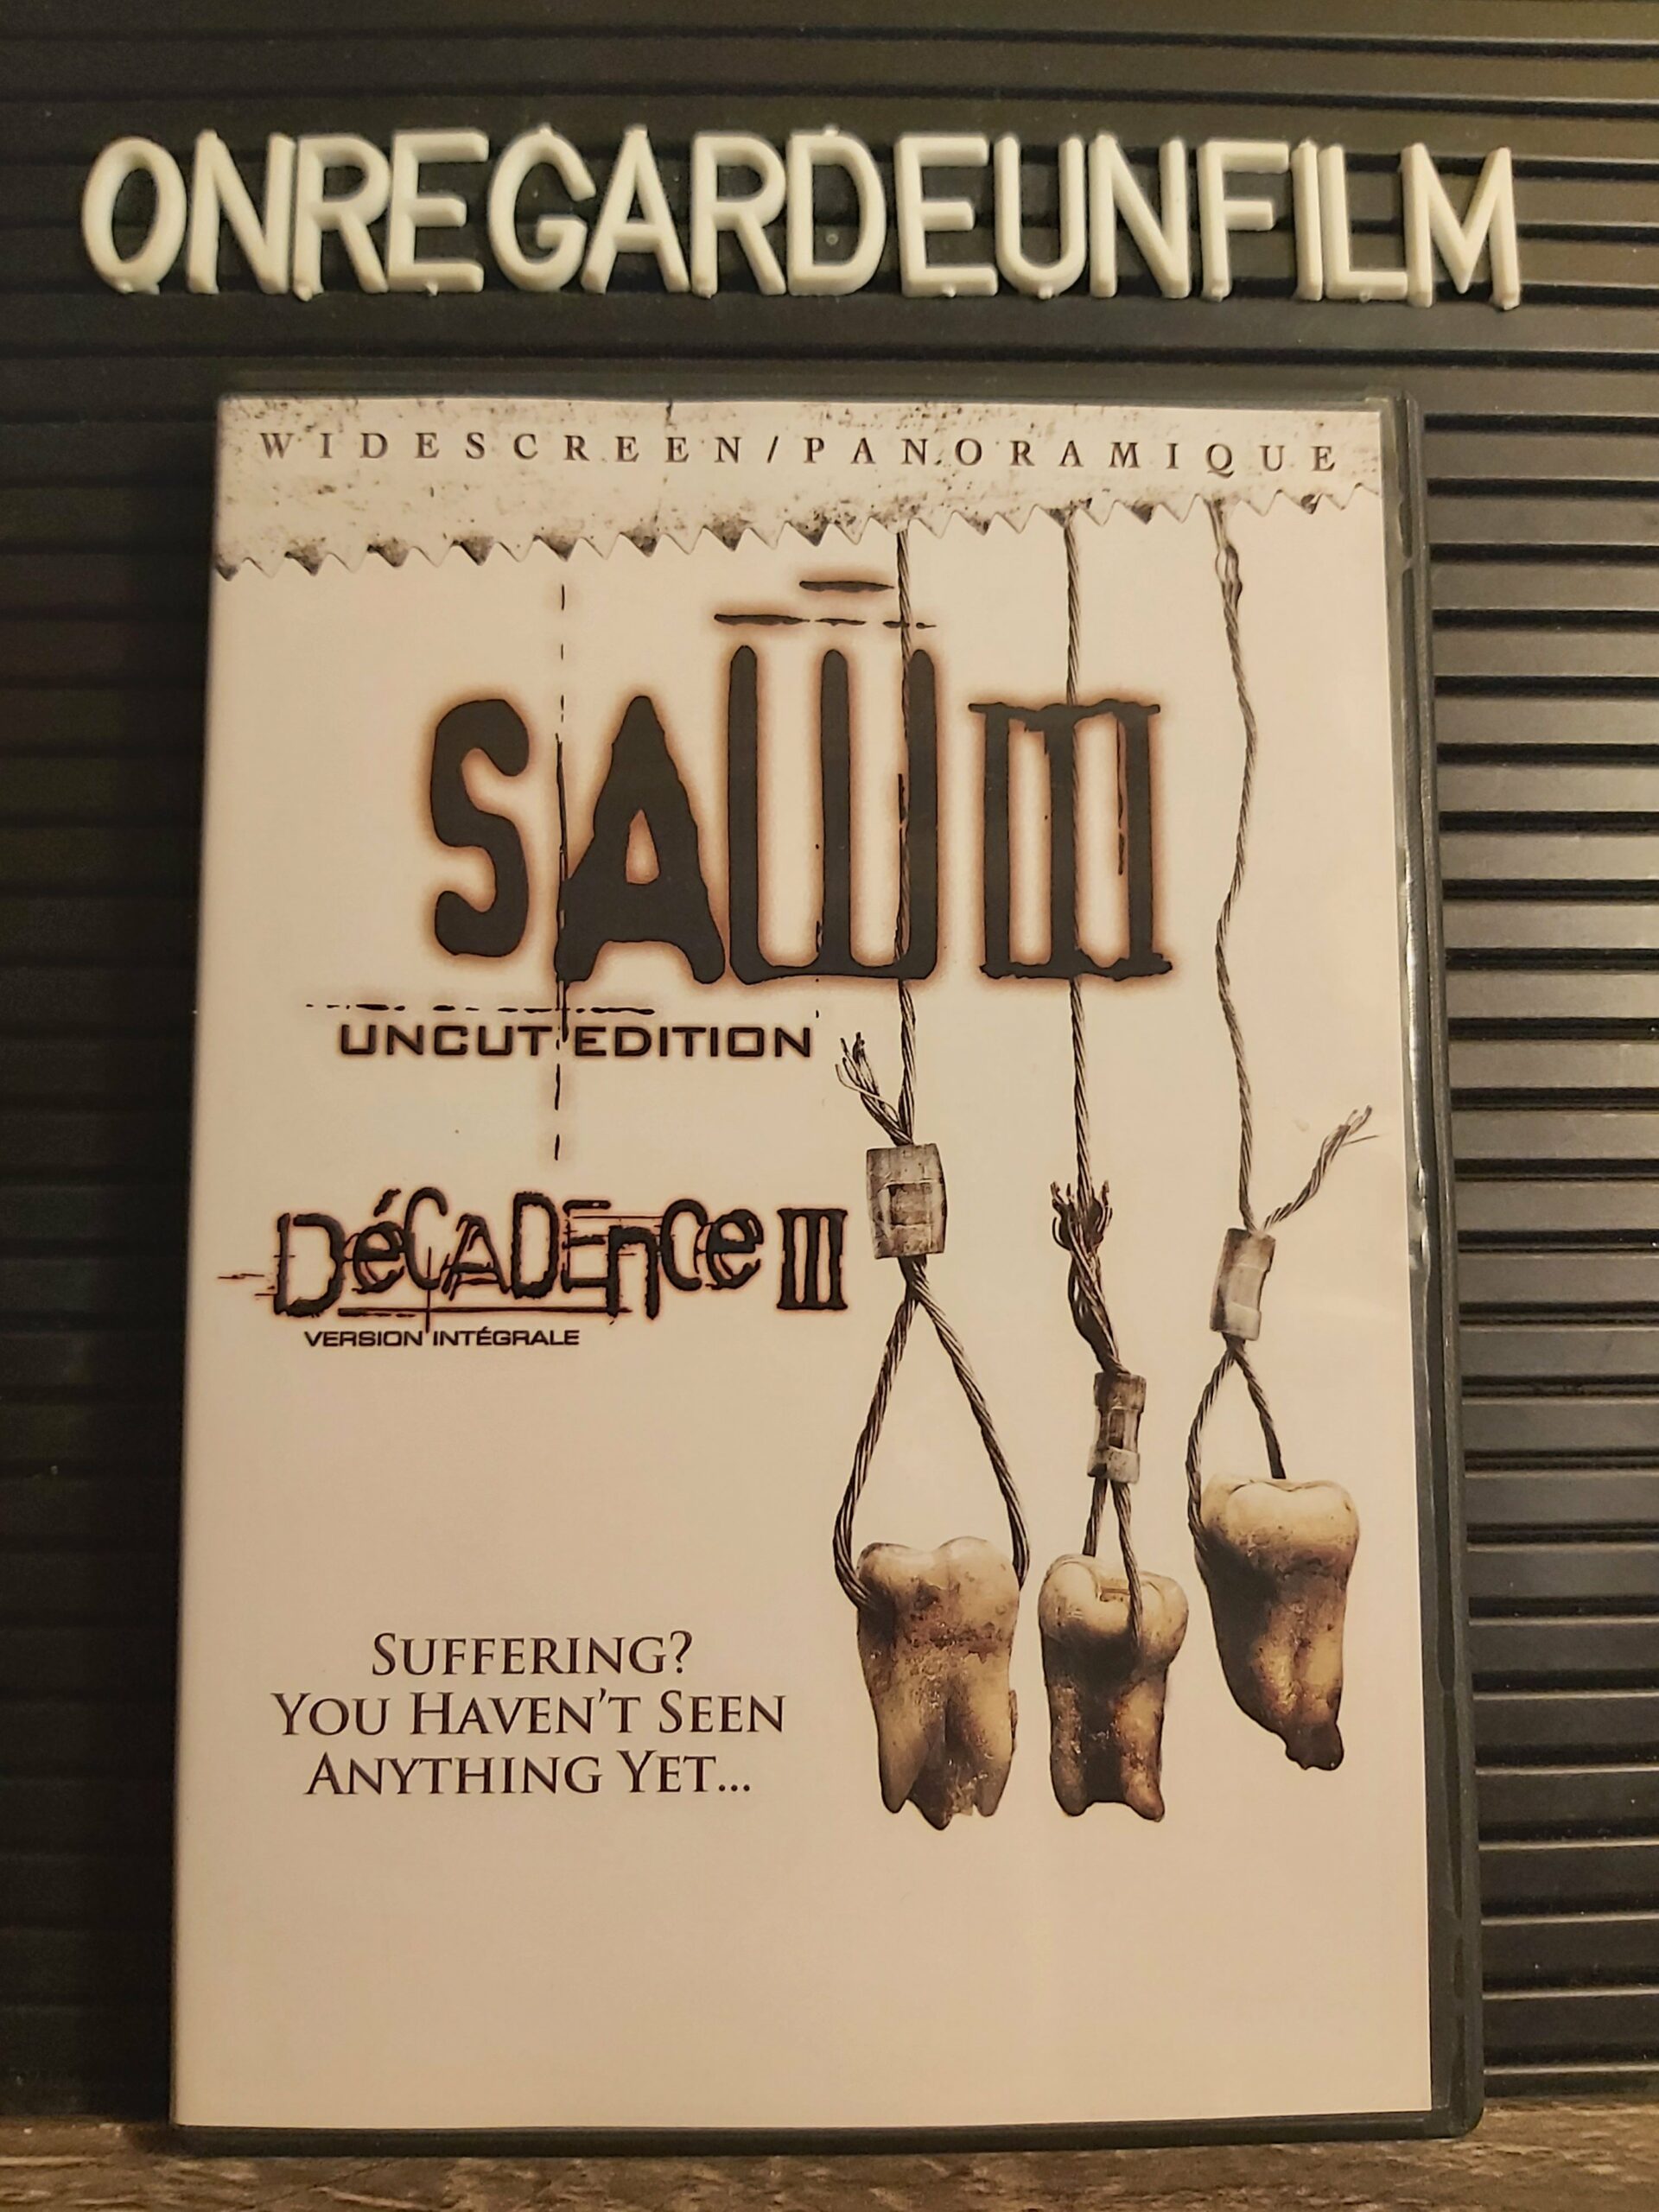 ONREGARDEUNFILM
WIDESCREEN/PANORAMIQUE
SAW III
UNCUT EDITION
DéCADEnCe III
VERSION INTÉGRALE
SUFFERING?
YOU HAVEN'T SEEN
ANYTHING YET...